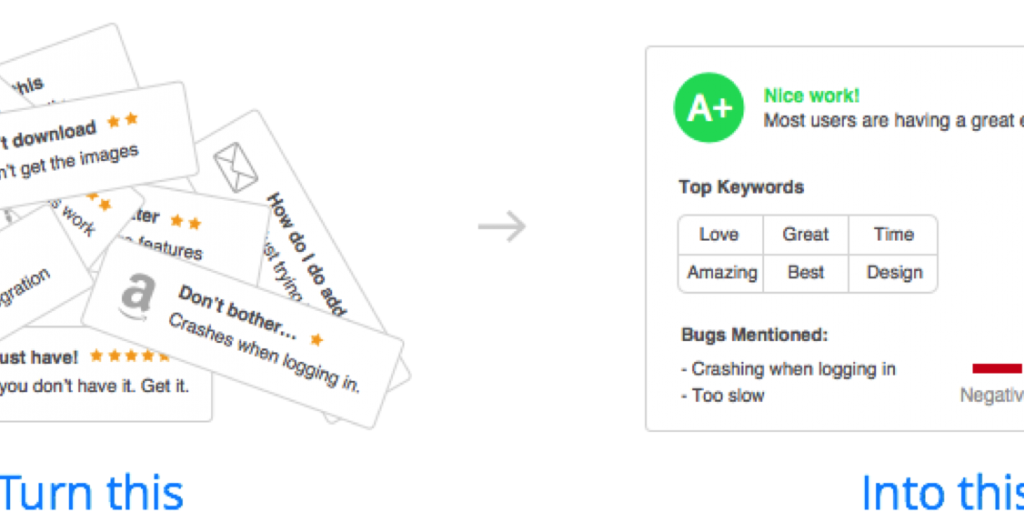 this
't download
n't get the images
s work
tter
features
gration
How do I do add
ust trying
a
Don't bother...
Crashes when logging in.
ust have!
you don't have it. Get it.
Turn this
A+
Nice work!
Most users are having a great e
Top Keywords
Love Great Time
Amazing Best Design
Bugs Mentioned:
- Crashing when logging in
- Too slow
Negativ
Into this